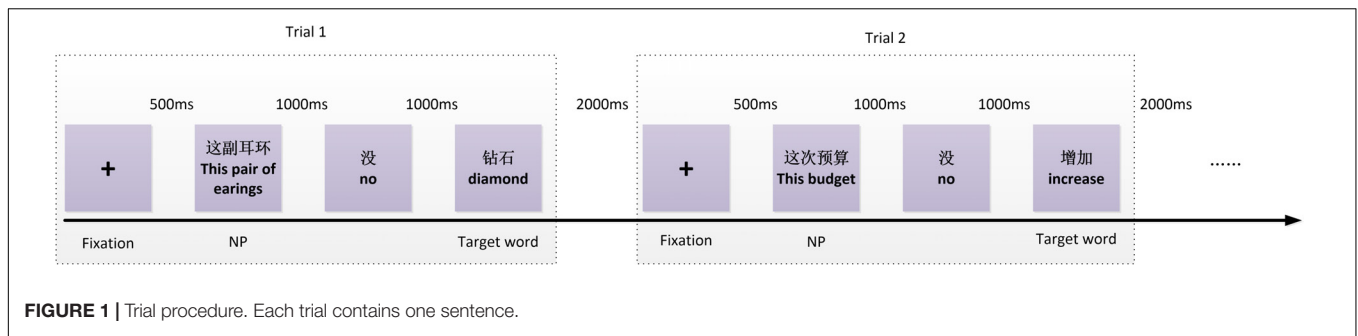 Trial 1
Trial 2
500ms
1000ms
1000ms
2000ms
500ms
1000ms
1000ms
2000ms
+
这副耳环
This pair of
earings
没
no
钻石
diamond
+
这次预算
This budget
没
no
增加
increase
......
Fixation
NP
Target word
Fixation
NP
Target word
FIGURE 1 | Trial procedure. Each trial contains one sentence.